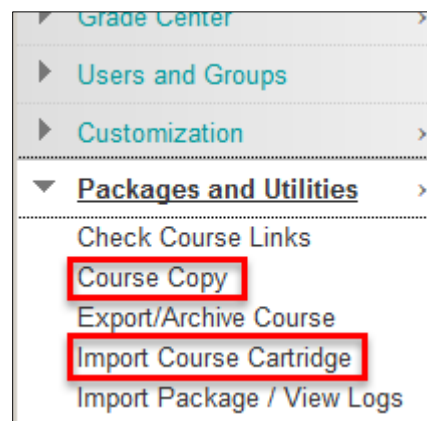 Grade Center
Users and Groups
Customization
Packages and Utilities
Check Course Links
Course Copy
Export/Archive Course
Import Course Cartridge
Import Package / View Logs